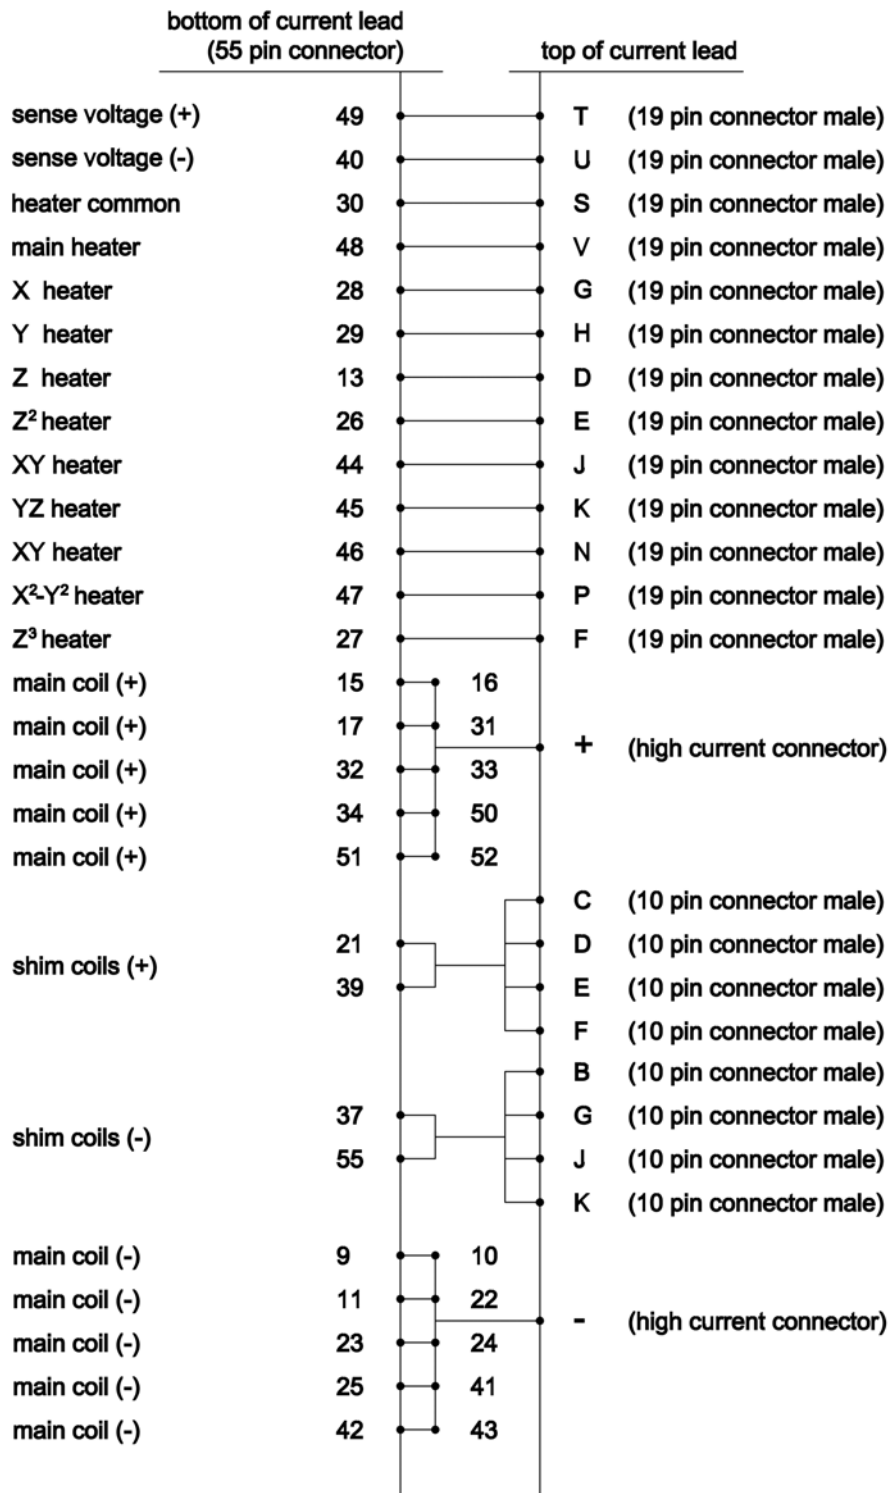 bottom of current lead
(55 pin connector) top of current lead
sense voltage (+) 49 T (19 pin connector male)
sense voltage (-) 40 U (19 pin connector male)
heater common 30 S (19 pin connector male)
main heater 48 V (19 pin connector male)
X heater 28 G (19 pin connector male)
Y heater 29 H (19 pin connector male)
Z heater 13 D (19 pin connector male)
Z² heater 26 E (19 pin connector male)
XY heater 44 J (19 pin connector male)
YZ heater 45 K (19 pin connector male)
XY heater 46 N (19 pin connector male)
X²-Y² heater 47 P (19 pin connector male)
Z³ heater 27 F (19 pin connector male)
main coil (+) 15 16
main coil (+) 17 31
+ (high current connector)
main coil (+) 32 33
main coil (+) 34 50
main coil (+) 51 52
C (10 pin connector male)
21 D (10 pin connector male)
shim coils (+)
39 E (10 pin connector male)
F (10 pin connector male)
B (10 pin connector male)
37 G (10 pin connector male)
shim coils (-)
55 J (10 pin connector male)
K (10 pin connector male)
main coil (-) 9 10
main coil (-) 11 22
- (high current connector)
main coil (-) 23 24
main coil (-) 25 41
main coil (-) 42 43